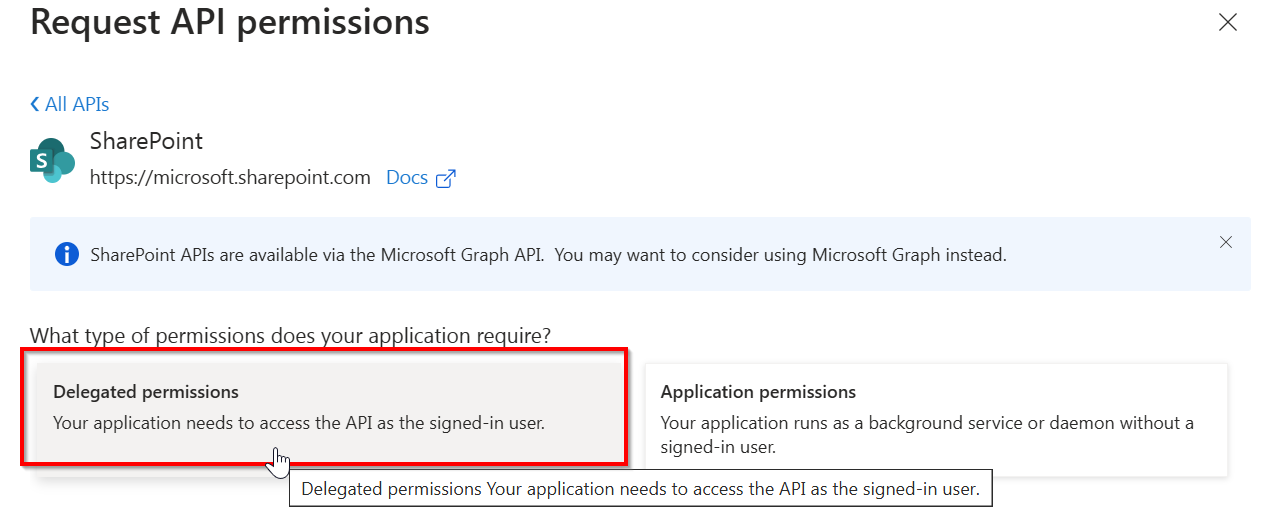 Request API permissions
All APIs
S
SharePoint
https://microsoft.sharepoint.com Docs
SharePoint APIs are available via the Microsoft Graph API. You may want to consider using Microsoft Graph instead.
What type of permissions does your application require?
Delegated permissions
Your application needs to access the API as the signed-in user.
Application permissions
Your application runs as a background service or daemon without a
signed-in user.
Delegated permissions Your application needs to access the API as the signed-in user.